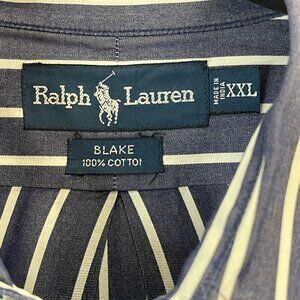 Ralph Lauren
MADE IN
INDIA
XXL
BLAKE
100% COTTON